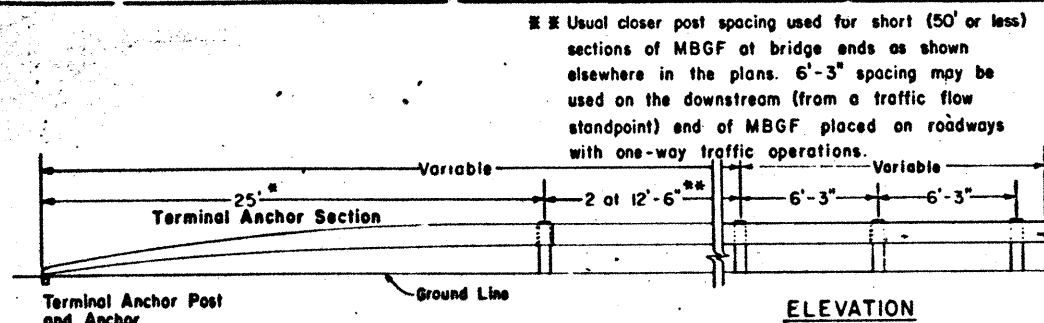 ** Usual closer post spacing used for short (50' or less)
sections of MBGF at bridge ends as shown
elsewhere in the plans. 6'-3" spacing may be
used on the downstream (from a traffic flow
standpoint) end of MBGF placed on roadways
with one-way traffic operations.
Variable
Variable
25' *
2 at 12'-6" **
6'-3"
6'-3"
Terminal Anchor Section
Ground Line
Terminal Anchor Post
and Anchor
ELEVATION